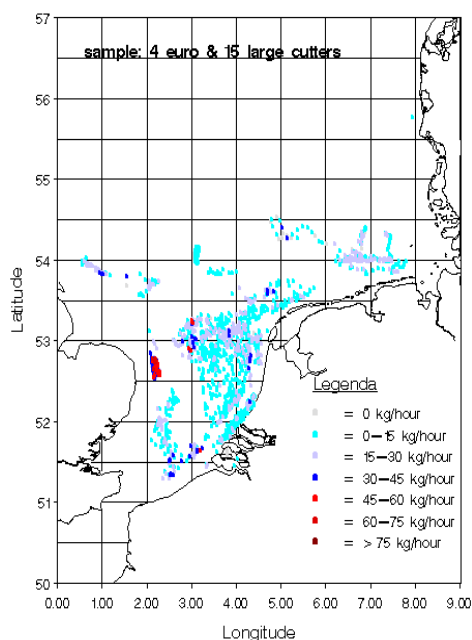 sample: 4 euro & 15 large cutters
57
56
55
54
53
52
51
50
Latitude
Legenda
= 0 kg/hour
= 0–15 kg/hour
= 15–30 kg/hour
= 30–45 kg/hour
= 45–60 kg/hour
= 60–75 kg/hour
= > 75 kg/hour
0.00 1.00 2.00 3.00 4.00 5.00 6.00 7.00 8.00 9.00
Longitude